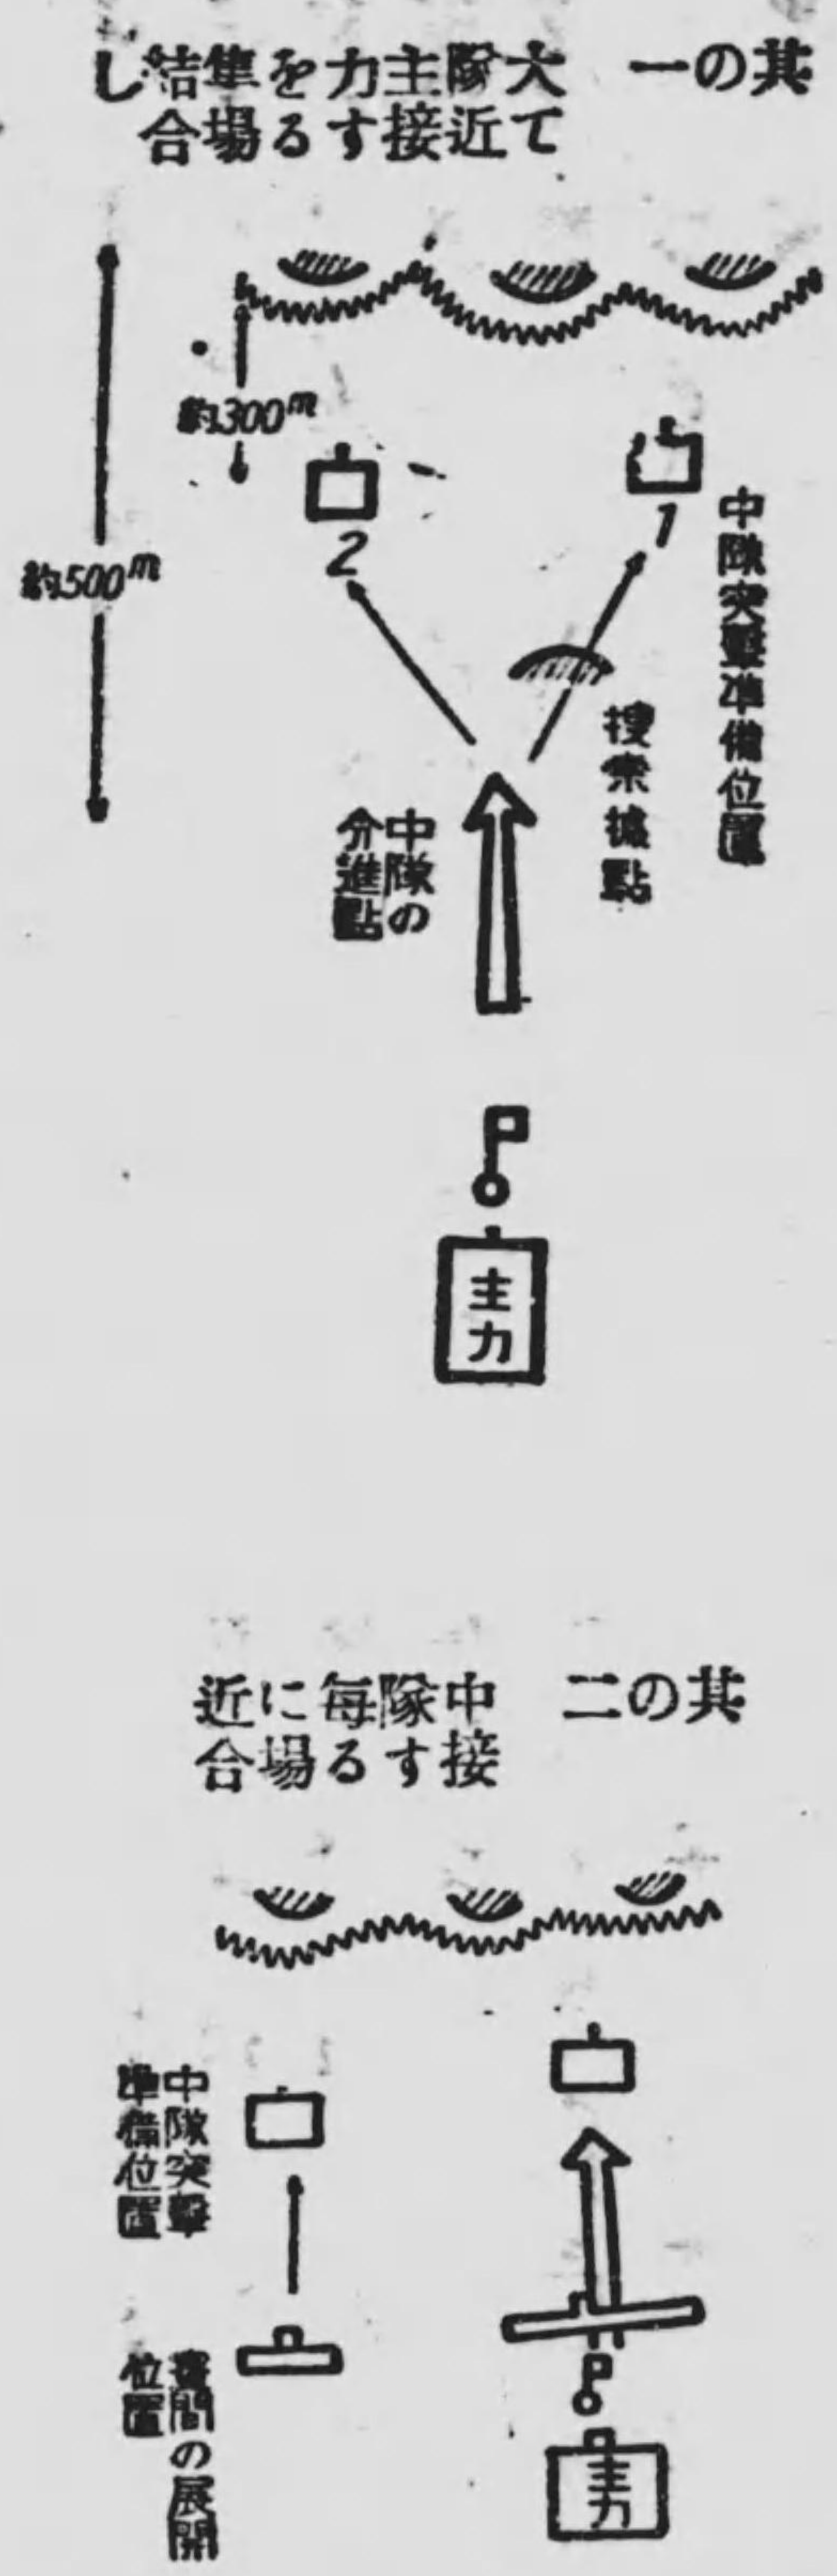 其の一　大隊主力を集結し
て近接する場合
約300m
約500m
2
1
中隊突撃準備位置
捜索據點
中隊の
分進點
主力
其の二　中隊毎に近
接する場合
中隊突撃
準備位置
晝間の展開
位置
主力